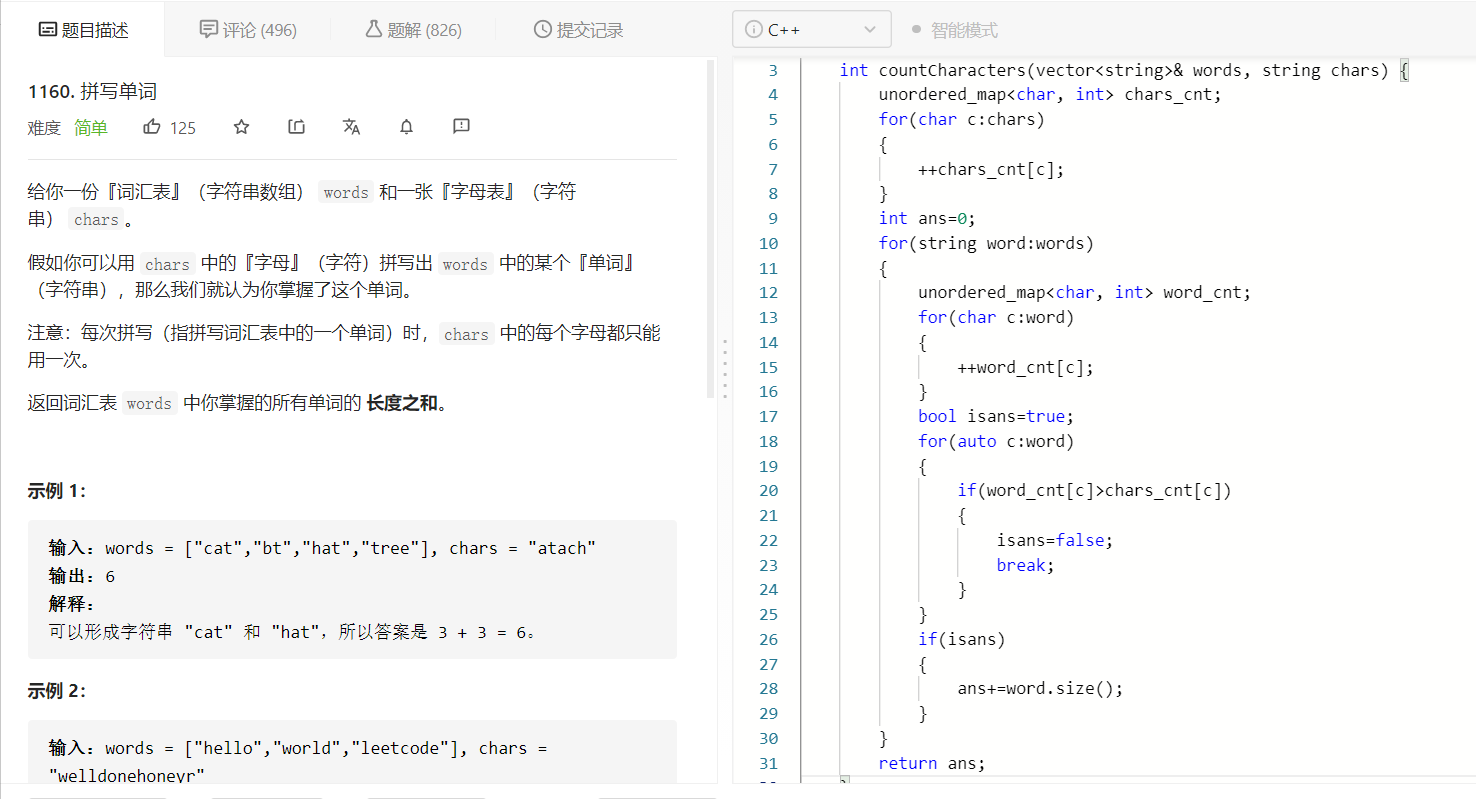 题目描述 评论 (496) 题解 (826) 提交记录
1160. 拼写单词
难度 简单 125
给你一份『词汇表』（字符串数组） words 和一张『字母表』（字符
串） chars 。
假如你可以用 chars 中的『字母』（字符）拼写出 words 中的某个『单词』
（字符串），那么我们就认为你掌握了这个单词。
注意：每次拼写（指拼写词汇表中的一个单词）时，chars 中的每个字母都只能
用一次。
返回词汇表 words 中你掌握的所有单词的 长度之和。
示例 1：
输入：words = ["cat","bt","hat","tree"], chars = "atach"
输出：6
解释：
可以形成字符串 "cat" 和 "hat"，所以答案是 3 + 3 = 6。
示例 2：
输入：words = ["hello","world","leetcode"], chars =
"welldonehoneyr"
C++ 智能模式
3 int countCharacters(vector<string>& words, string chars) {
4 unordered_map<char, int> chars_cnt;
5 for(char c:chars)
6 {
7 ++chars_cnt[c];
8 }
9 int ans=0;
10 for(string word:words)
11 {
12 unordered_map<char, int> word_cnt;
13 for(char c:word)
14 {
15 ++word_cnt[c];
16 }
17 bool isans=true;
18 for(auto c:word)
19 {
20 if(word_cnt[c]>chars_cnt[c])
21 {
22 isans=false;
23 break;
24 }
25 }
26 if(isans)
27 {
28 ans+=word.size();
29 }
30 }
31 return ans;